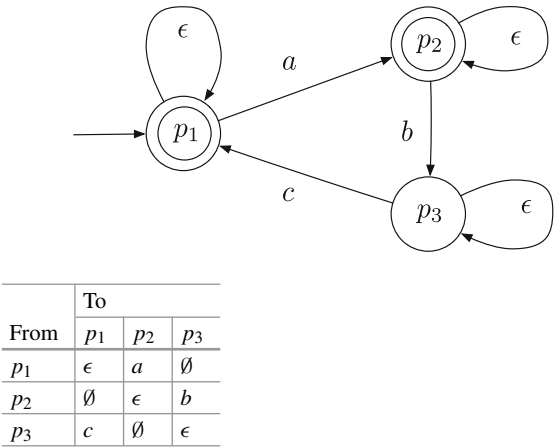 ϵ
p₂
ϵ
a
p₁
b
c
p₃
ϵ
To
From p₁ p₂ p₃
p₁ ϵ a ∅
p₂ ∅ ϵ b
p₃ c ∅ ϵ